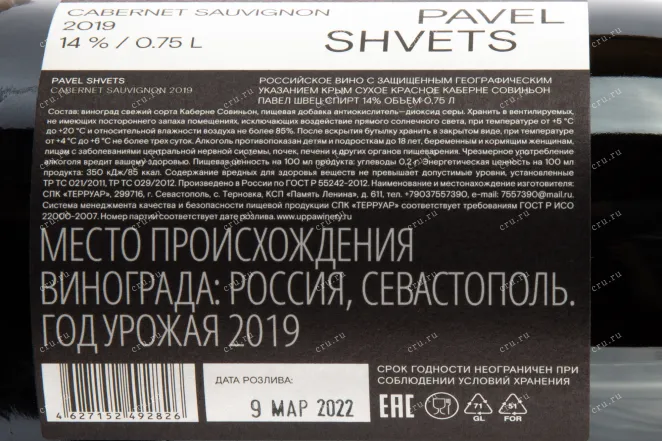 CABERNET SAUVIGNON
2019
14 % / 0.75 L
PAVEL
SHVETS
PAVEL SHVETS
CABERNET SAUVIGNON 2019
РОССИЙСКОЕ ВИНО С ЗАЩИЩЕННЫМ ГЕОГРАФИЧЕСКИМ
УКАЗАНИЕМ КРЫМ СУХОЕ КРАСНОЕ КАБЕРНЕ СОВИНЬОН
ПАВЕЛ ШВЕЦ СПИРТ 14% ОБЪЕМ 0,75 Л
Состав: виноград свежий сорта Каберне Совиньон, пищевая добавка антиокислитель – диоксид серы. Хранить в вентилируемых,
не имеющих постороннего запаха помещениях, исключающих воздействие прямого солнечного света, при температуре от +5 °С
до +20 °С и относительной влажности воздуха не более 85%. После вскрытия бутылку хранить в закрытом виде, при температуре
от +4 °С до +6 °С не более трех суток. Алкоголь противопоказан детям и подросткам до 18 лет, беременным и кормящим женщинам,
лицам с заболеваниями центральной нервной системы, почек, печени и других органов пищеварения. Чрезмерное употребление
алкоголя вредит вашему здоровью. Пищевая ценность на 100 мл продукта: углеводы 0,2 г. Энергетическая ценность на 100 мл
продукта: 350 кДж/85 ккал. Содержание вредных для здоровья веществ не превышает допустимые уровни, установленные
ТР ТС 021/2011, ТР ТС 029/2012. Произведено в России по ГОСТ Р 55242-2012. Наименование и местонахождение изготовителя:
СПК «ТЕРРУАР», 299716, г. Севастополь, с. Терновка, КСП «Память Ленина», д. 611, тел. +79037557390, e-mail: 7557390@mail.ru.
Система менеджмента качества и безопасности пищевой продукции СПК «ТЕРРУАР» соответствует требованиям ГОСТ Р ИСО
22000-2007. Номер партии соответствует дате розлива. www.uppawinery.ru
МЕСТО ПРОИСХОЖДЕНИЯ
ВИНОГРАДА: РОССИЯ, СЕВАСТОПОЛЬ.
ГОД УРОЖАЯ 2019
4 627152 492826
ДАТА РОЗЛИВА:
9 МАР 2022
СРОК ГОДНОСТИ НЕОГРАНИЧЕН ПРИ
СОБЛЮДЕНИИ УСЛОВИЙ ХРАНЕНИЯ
EAC
71
GL
51
FOR
cru.ru